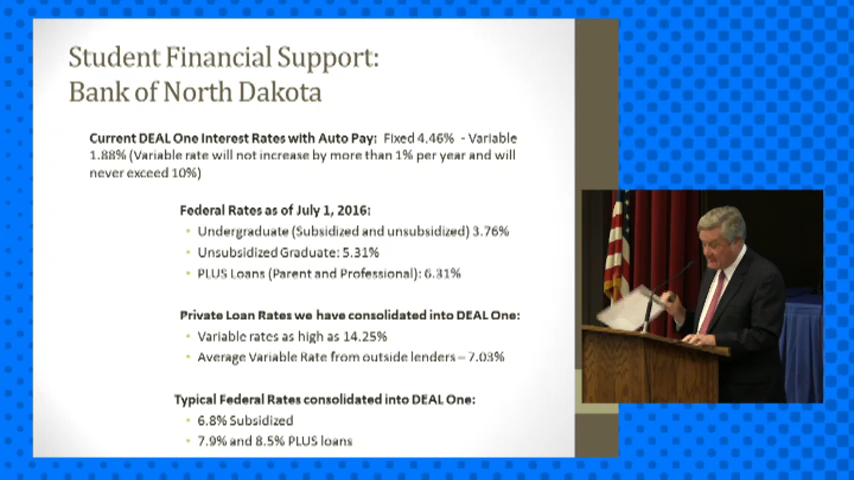 Student Financial Support:
Bank of North Dakota
Current DEAL One Interest Rates with Auto Pay:  Fixed 4.46%  - Variable
1.88% (Variable rate will not increase by more than 1% per year and will
never exceed 10%)
Federal Rates as of July 1, 2016:
• Undergraduate (Subsidized and unsubsidized) 3.76%
• Unsubsidized Graduate: 5.31%
• PLUS Loans (Parent and Professional): 6.31%
Private Loan Rates we have consolidated into DEAL One:
• Variable rates as high as 14.25%
• Average Variable Rate from outside lenders – 7.03%
Typical Federal Rates consolidated into DEAL One:
• 6.8% Subsidized
• 7.9% and 8.5% PLUS loans